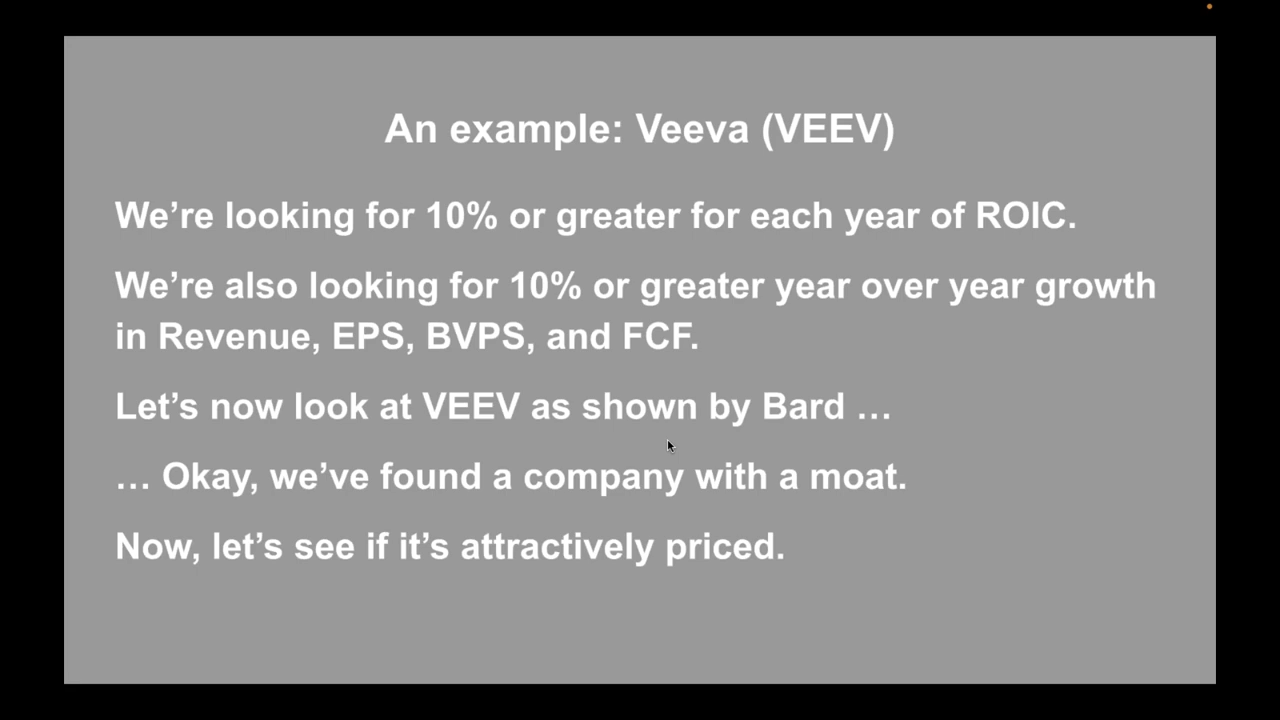 An example: Veeva (VEEV)
We’re looking for 10% or greater for each year of ROIC.
We’re also looking for 10% or greater year over year growth
in Revenue, EPS, BVPS, and FCF.
Let’s now look at VEEV as shown by Bard …
… Okay, we’ve found a company with a moat.
Now, let’s see if it’s attractively priced.